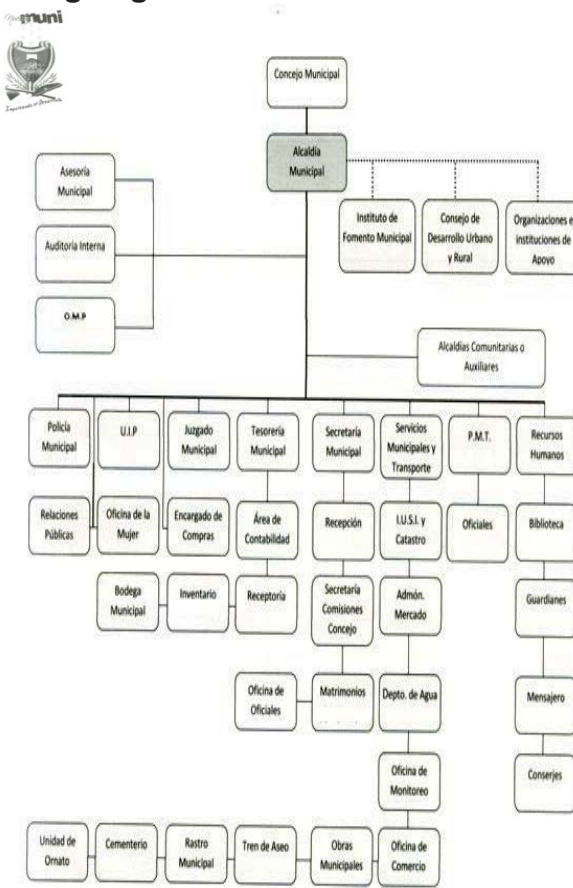 muni
Concejo Municipal
Alcaldía
Municipal
Asesoría
Municipal
Instituto de
Fomento Municipal
Consejo de
Desarrollo Urbano
y Rural
Organizaciones e
instituciones de
Apoyo
Auditoría Interna
O.M.P
Alcaldías Comunitarias o
Auxiliares
Policía
Municipal
U.I.P
Juzgado
Municipal
Tesorería
Municipal
Secretaría
Municipal
Servicios
Municipales y
Transporte
P.M.T.
Recursos
Humanos
Relaciones
Públicas
Oficina de la
Mujer
Encargado de
Compras
Área de
Contabilidad
Recepción
I.U.S.I. y
Catastro
Oficiales
Biblioteca
Bodega
Municipal
Inventario
Receptoría
Secretaría
Comisiones
Concejo
Admón.
Mercado
Guardianes
Oficina de
Oficiales
Matrimonios
Depto. de Agua
Mensajero
Oficina de
Monitoreo
Conserjes
Unidad de
Ornato
Cementerio
Rastro
Municipal
Tren de Aseo
Obras
Municipales
Oficina de
Comercio